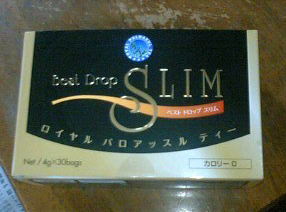 Best Drop
SLIM
ベスト ドロップ スリム
ロイヤル バロアッスル ティー
Net / 4g×30bags
カロリー 0